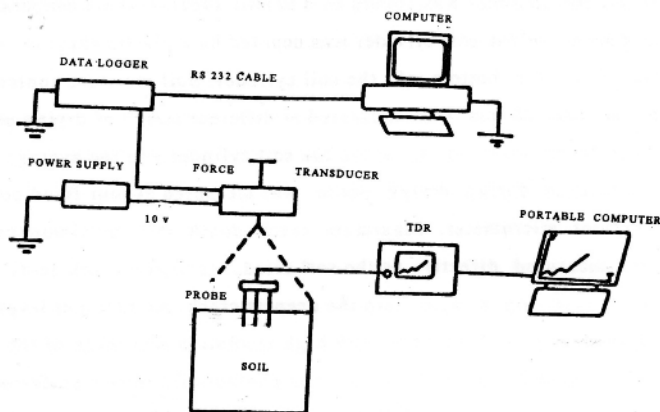 COMPUTER
DATA LOGGER
RS 232 CABLE
POWER SUPPLY
FORCE
TRANSDUCER
10 v
TDR
PORTABLE COMPUTER
PROBE
SOIL